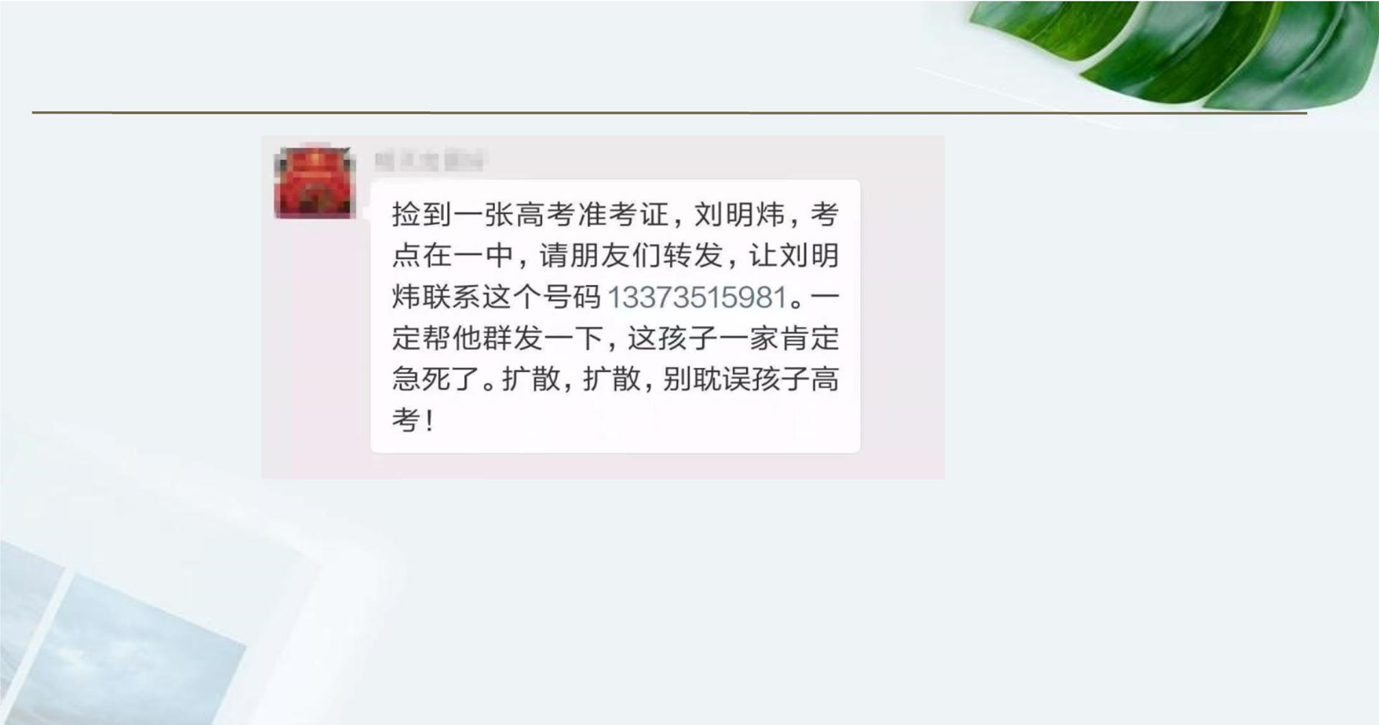 捡到一张高考准考证，刘明炜，考
点在一中，请朋友们转发，让刘明
炜联系这个号码13373515981。一
定帮他群发一下，这孩子一家肯定
急死了。扩散，扩散，别耽误孩子高
考！